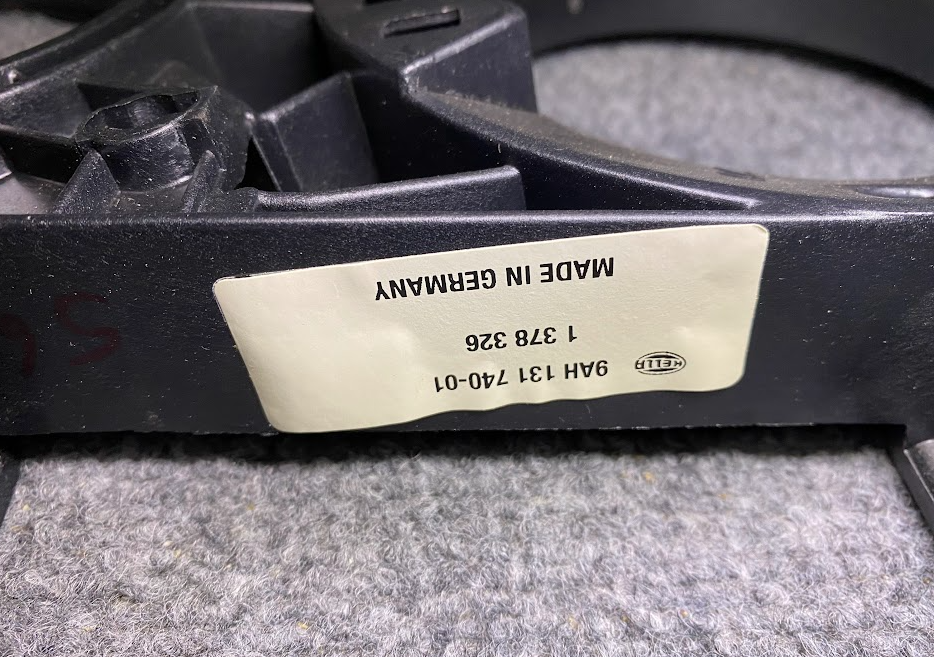 HELLA
9AH 131 740-01
1 378 326
MADE IN GERMANY